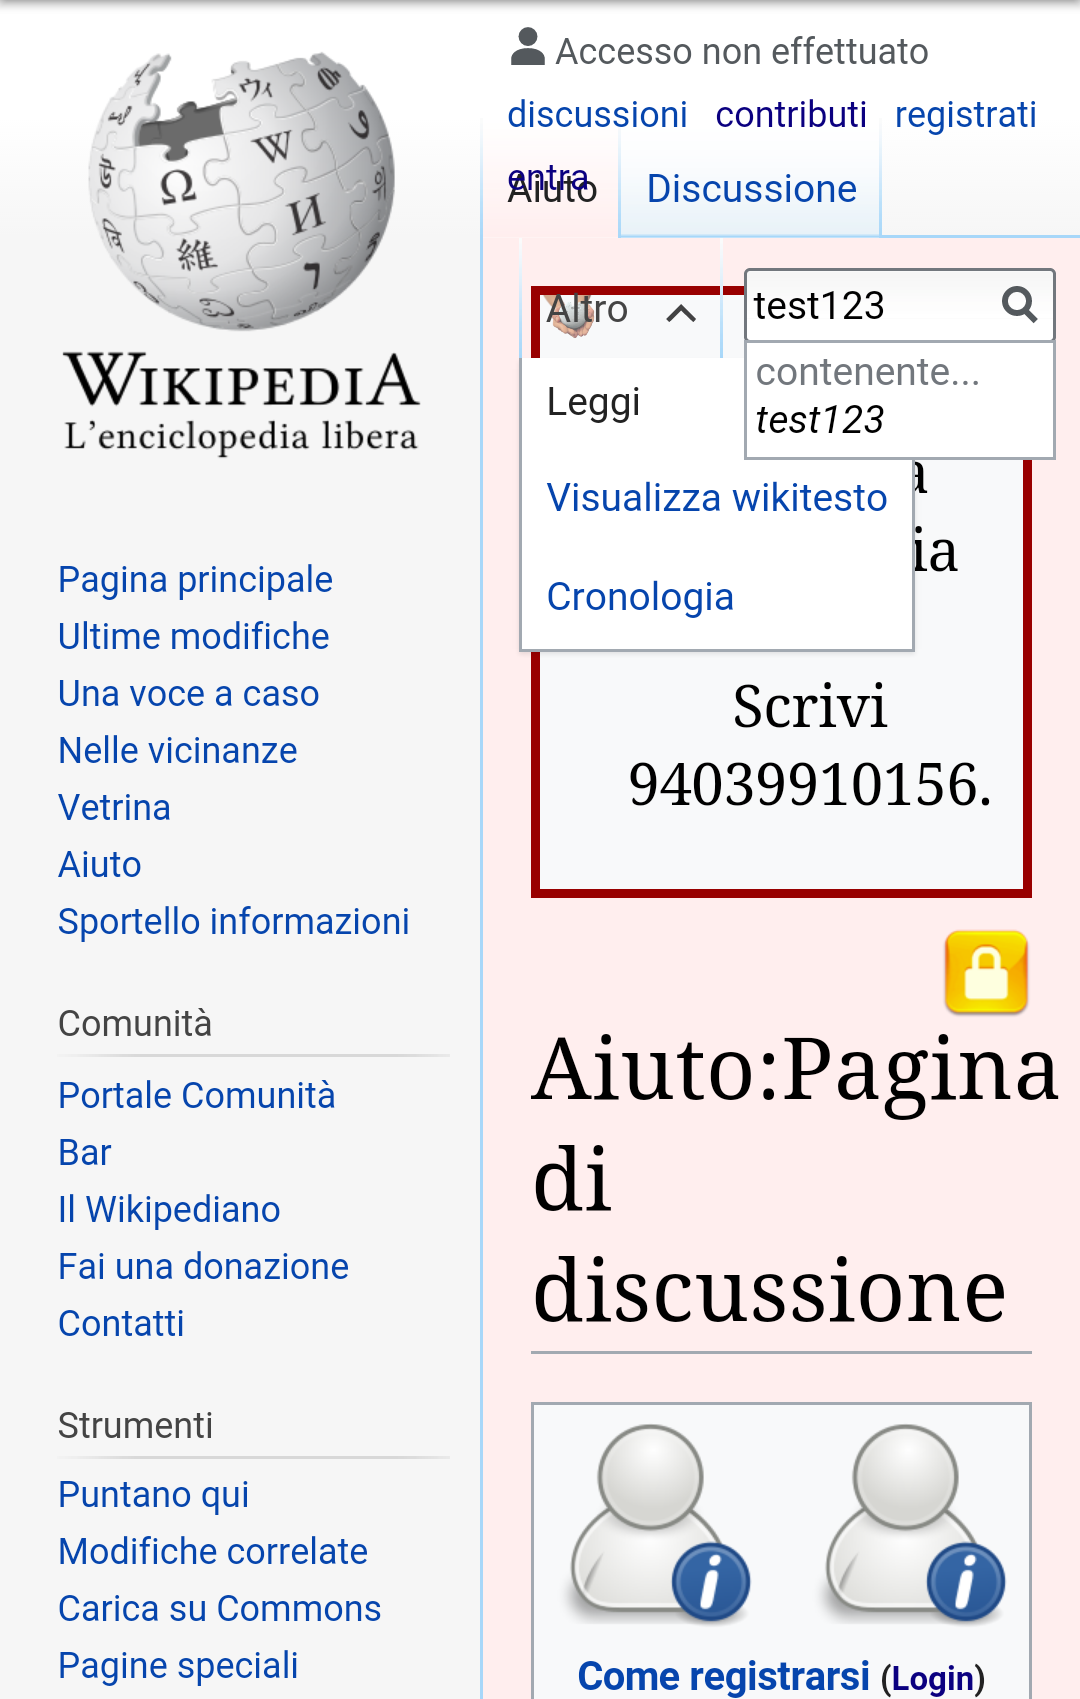 WIKIPEDIA
L'enciclopedia libera
Pagina principale
Ultime modifiche
Una voce a caso
Nelle vicinanze
Vetrina
Aiuto
Sportello informazioni
Comunità
Portale Comunità
Bar
Il Wikipediano
Fai una donazione
Contatti
Strumenti
Puntano qui
Modifiche correlate
Carica su Commons
Pagine speciali
Accesso non effettuato
discussioni contributi registrati
entra
Aiuto Discussione
Altro
test123
contenente...
test123
Leggi
Visualizza wikitesto
Cronologia
Scrivi
94039910156.
Aiuto:Pagina
di
discussione
Come registrarsi (Login)